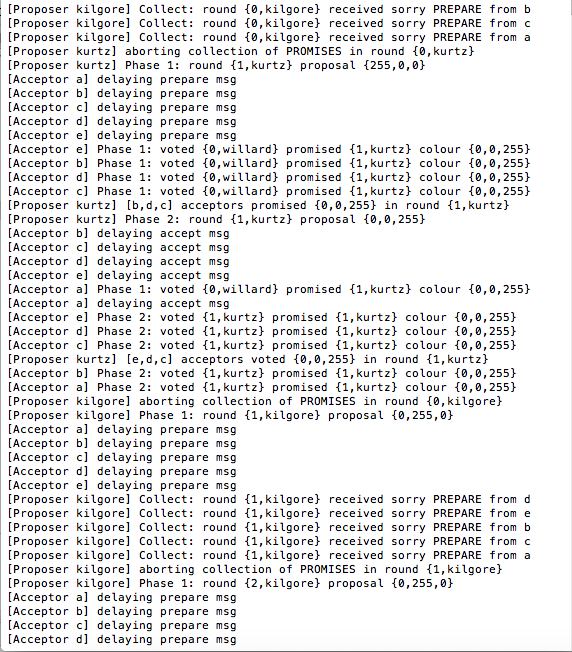 [Proposer kilgore] Collect: round {0,kilgore} received sorry PREPARE from b
[Proposer kilgore] Collect: round {0,kilgore} received sorry PREPARE from c
[Proposer kilgore] Collect: round {0,kilgore} received sorry PREPARE from a
[Proposer kurtz] aborting collection of PROMISES in round {0,kurtz}
[Proposer kurtz] Phase 1: round {1,kurtz} proposal {255,0,0}
[Acceptor a] delaying prepare msg
[Acceptor b] delaying prepare msg
[Acceptor c] delaying prepare msg
[Acceptor d] delaying prepare msg
[Acceptor e] delaying prepare msg
[Acceptor e] Phase 1: voted {0,willard} promised {1,kurtz} colour {0,0,255}
[Acceptor b] Phase 1: voted {0,willard} promised {1,kurtz} colour {0,0,255}
[Acceptor d] Phase 1: voted {0,willard} promised {1,kurtz} colour {0,0,255}
[Acceptor c] Phase 1: voted {0,willard} promised {1,kurtz} colour {0,0,255}
[Proposer kurtz] [b,d,c] acceptors promised {0,0,255} in round {1,kurtz}
[Proposer kurtz] Phase 2: round {1,kurtz} proposal {0,0,255}
[Acceptor b] delaying accept msg
[Acceptor c] delaying accept msg
[Acceptor d] delaying accept msg
[Acceptor e] delaying accept msg
[Acceptor a] Phase 1: voted {0,willard} promised {1,kurtz} colour {0,0,255}
[Acceptor a] delaying accept msg
[Acceptor e] Phase 2: voted {1,kurtz} promised {1,kurtz} colour {0,0,255}
[Acceptor d] Phase 2: voted {1,kurtz} promised {1,kurtz} colour {0,0,255}
[Acceptor c] Phase 2: voted {1,kurtz} promised {1,kurtz} colour {0,0,255}
[Proposer kurtz] [e,d,c] acceptors voted {0,0,255} in round {1,kurtz}
[Acceptor b] Phase 2: voted {1,kurtz} promised {1,kurtz} colour {0,0,255}
[Acceptor a] Phase 2: voted {1,kurtz} promised {1,kurtz} colour {0,0,255}
[Proposer kilgore] aborting collection of PROMISES in round {0,kilgore}
[Proposer kilgore] Phase 1: round {1,kilgore} proposal {0,255,0}
[Acceptor a] delaying prepare msg
[Acceptor b] delaying prepare msg
[Acceptor c] delaying prepare msg
[Acceptor d] delaying prepare msg
[Acceptor e] delaying prepare msg
[Proposer kilgore] Collect: round {1,kilgore} received sorry PREPARE from d
[Proposer kilgore] Collect: round {1,kilgore} received sorry PREPARE from e
[Proposer kilgore] Collect: round {1,kilgore} received sorry PREPARE from b
[Proposer kilgore] Collect: round {1,kilgore} received sorry PREPARE from c
[Proposer kilgore] Collect: round {1,kilgore} received sorry PREPARE from a
[Proposer kilgore] aborting collection of PROMISES in round {1,kilgore}
[Proposer kilgore] Phase 1: round {2,kilgore} proposal {0,255,0}
[Acceptor a] delaying prepare msg
[Acceptor b] delaying prepare msg
[Acceptor c] delaying prepare msg
[Acceptor d] delaying prepare msg